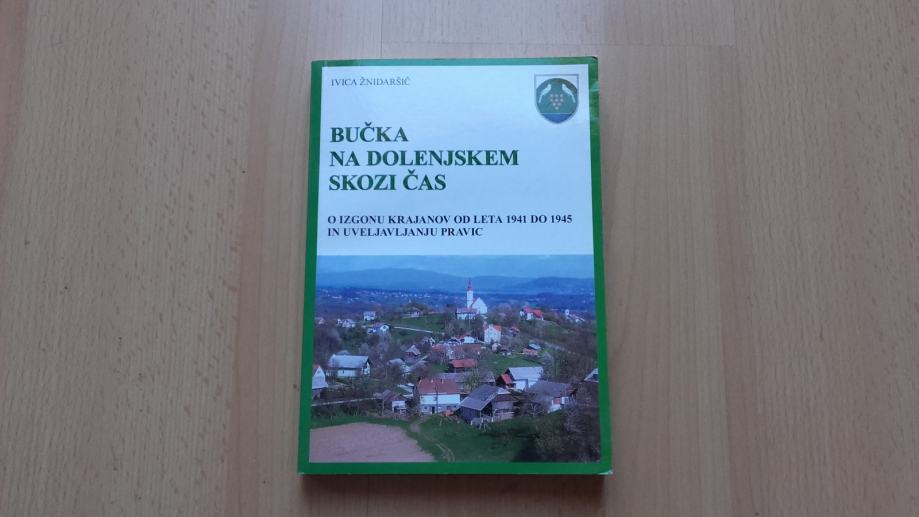 IVICA ŽNIDARŠIČ
BUČKA
NA DOLENJSKEM
SKOZI ČAS
O IZGONU KRAJANOV OD LETA 1941 DO 1945
IN UVELJAVLJANJU PRAVIC